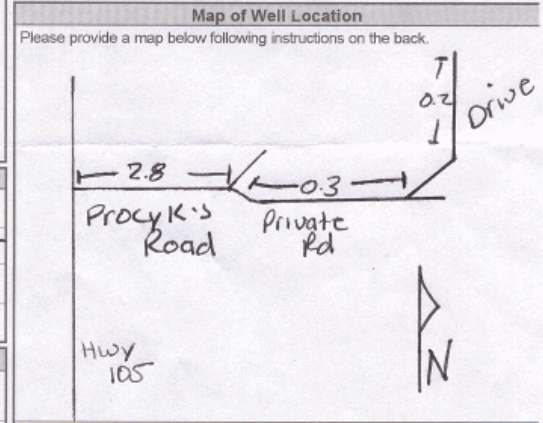 Map of Well Location
Please provide a map below following instructions on the back.
0.2
Drive
2.8
0.3
Procyk's
Road
Private
Rd
Hwy
105
N